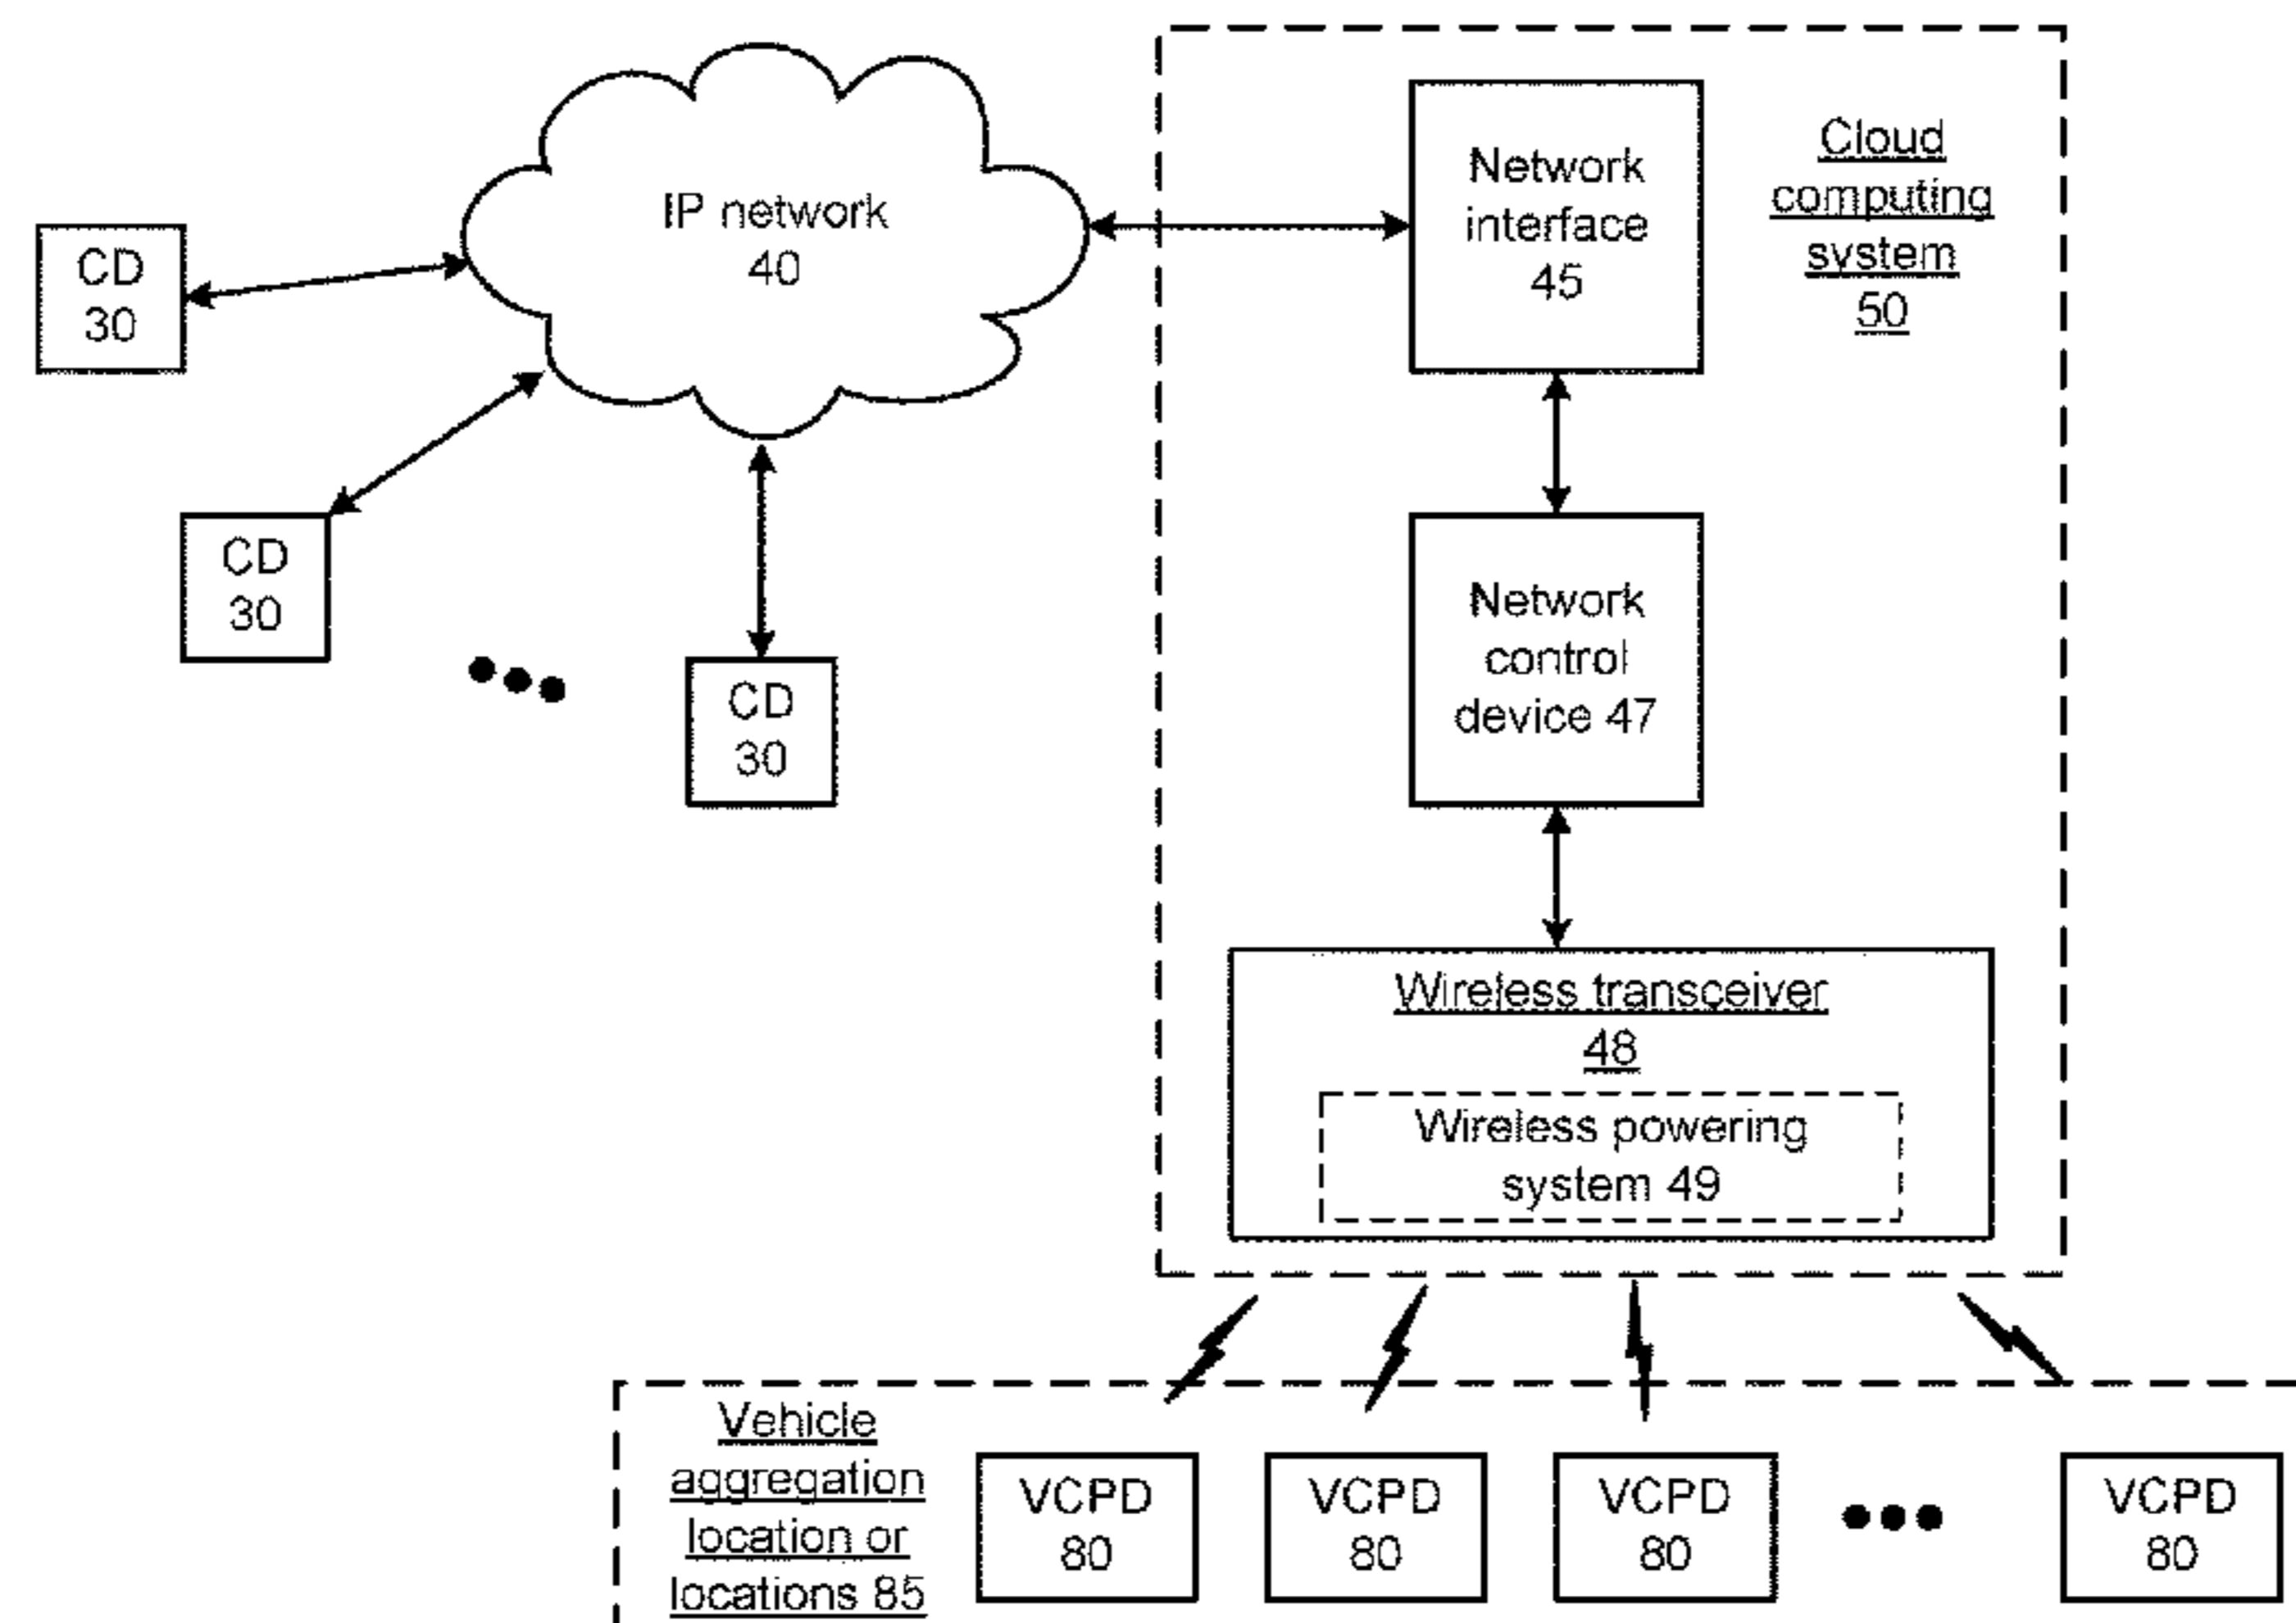 IP network
40
CD
30
CD
30
CD
30
Cloud
computing
system
50
Network
interface
45
Network
control
device 47
Wireless transceiver
48
Wireless powering
system 49
Vehicle
aggregation
location or
locations 85
VCPD
80
VCPD
80
VCPD
80
VCPD
80